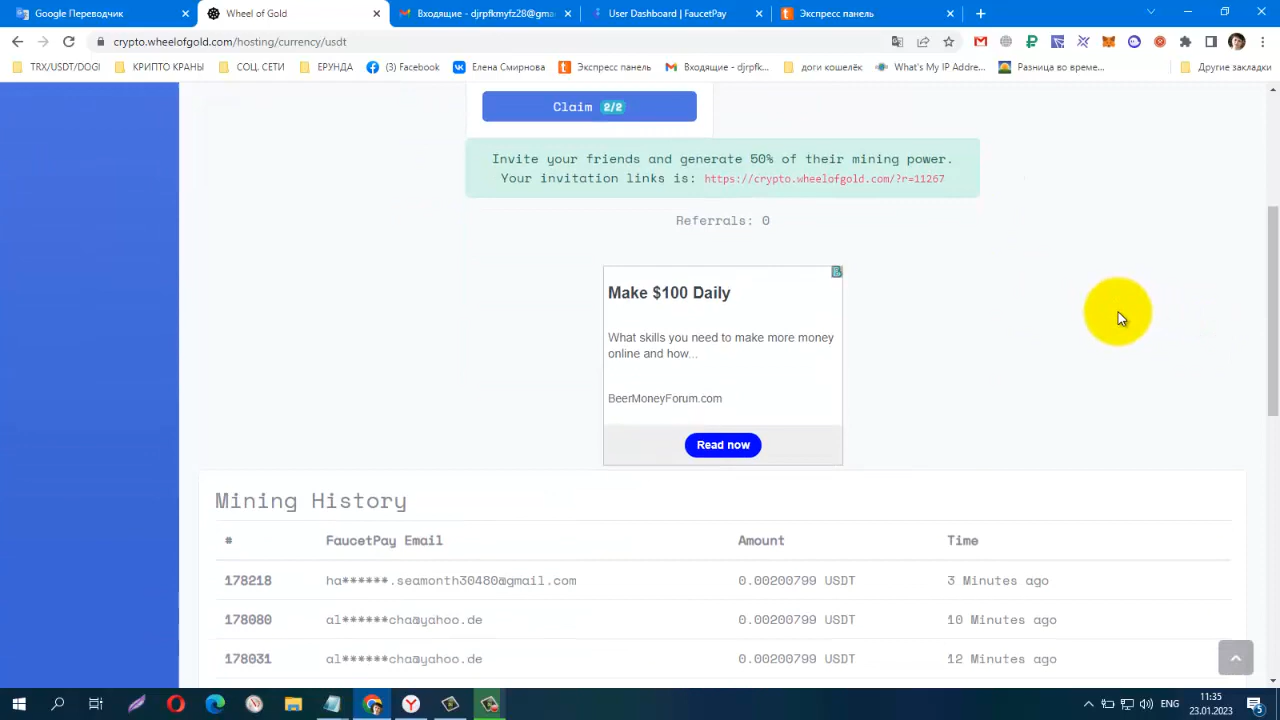 Google Переводчик
Wheel of Gold
Входящие - djrpfkmyfz28@gma
User Dashboard | FaucetPay
Экспресс панель
crypto.wheelofgold.com/hosting/currency/usdt
TRX/USDT/DOGI
КРИПТО КРАНЫ
СОЦ. СЕТИ
ЕРУНДА
(3) Facebook
Елена Смирнова
Экспресс панель
Входящие - djrpfk...
доги кошелёк
What's My IP Addre...
Разница во време...
Другие закладки
Claim 2/2
Invite your friends and generate 50% of their mining power.
Your invitation links is: https://crypto.wheelofgold.com/?r=11267
Referrals: 0
Make $100 Daily
What skills you need to make more money
online and how...
BeerMoneyForum.com
Read now
Mining History
# FaucetPay Email Amount Time
178218 ha******.seamonth30480@gmail.com 0.00200799 USDT 3 Minutes ago
178080 al******cha@yahoo.de 0.00200799 USDT 10 Minutes ago
178031 al******cha@yahoo.de 0.00200799 USDT 12 Minutes ago
ENG
11:35
23.01.2023
5